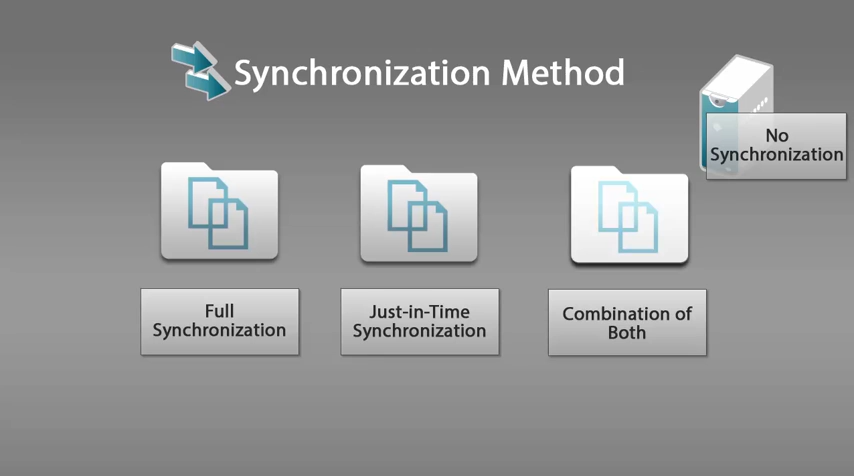 Synchronization Method
No
Synchronization
Full
Synchronization
Just-in-Time
Synchronization
Combination of
Both